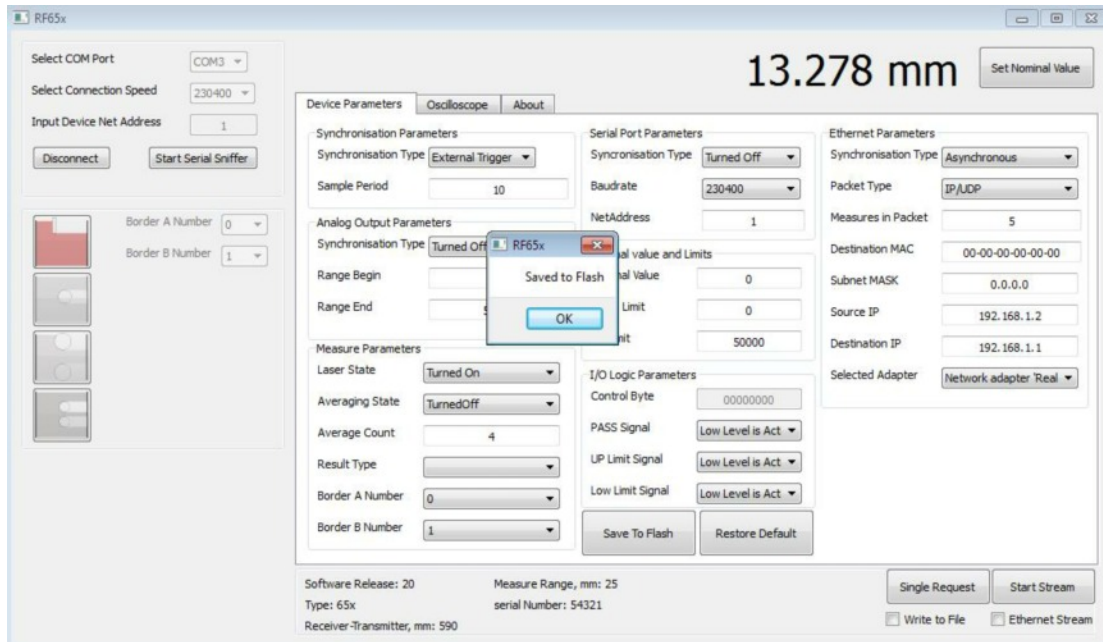 RF65x
Select COM Port
COM3
Select Connection Speed
230400
Input Device Net Address
1
Disconnect
Start Serial Sniffer
Border A Number
0
Border B Number
1
13.278 mm
Set Nominal Value
Device Parameters
Oscilloscope
About
Synchronisation Parameters
Synchronisation Type
External Trigger
Sample Period
10
Analog Output Parameters
Synchronisation Type
Turned Off
Range Begin
Range End
Measure Parameters
Laser State
Turned On
Averaging State
TurnedOff
Average Count
4
Result Type
Border A Number
0
Border B Number
1
Serial Port Parameters
Syncronisation Type
Turned Off
Baudrate
230400
NetAddress
1
RF65x
Saved to Flash
OK
value and Limits
Value
0
Limit
0
50000
I/O Logic Parameters
Control Byte
00000000
PASS Signal
Low Level is Act
UP Limit Signal
Low Level is Act
Low Limit Signal
Low Level is Act
Save To Flash
Restore Default
Ethernet Parameters
Synchronisation Type
Asynchronous
Packet Type
IP/UDP
Measures in Packet
5
Destination MAC
00-00-00-00-00-00
Subnet MASK
0.0.0.0
Source IP
192.168.1.2
Destination IP
192.168.1.1
Selected Adapter
Network adapter 'Real
Software Release: 20
Measure Range, mm: 25
Type: 65x
serial Number: 54321
Receiver-Transmitter, mm: 590
Single Request
Start Stream
Write to File
Ethernet Stream